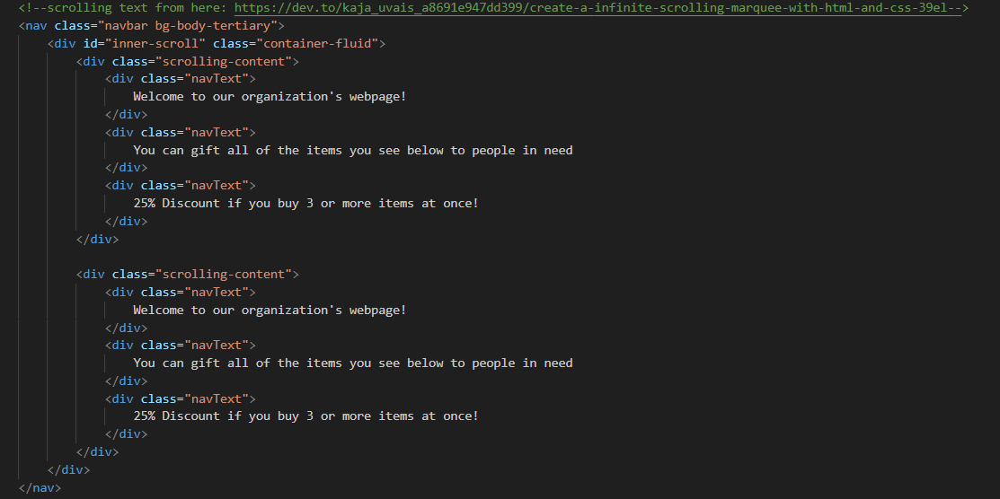 <!--scrolling text from here: https://dev.to/kaja_uvais_a8691e947dd399/create-a-infinite-scrolling-marquee-with-html-and-css-39el-->
<nav class="navbar bg-body-tertiary">
<div id="inner-scroll" class="container-fluid">
<div class="scrolling-content">
<div class="navText">
Welcome to our organization's webpage!
</div>
<div class="navText">
You can gift all of the items you see below to people in need
</div>
<div class="navText">
25% Discount if you buy 3 or more items at once!
</div>
</div>
<div class="scrolling-content">
<div class="navText">
Welcome to our organization's webpage!
</div>
<div class="navText">
You can gift all of the items you see below to people in need
</div>
<div class="navText">
25% Discount if you buy 3 or more items at once!
</div>
</div>
</div>
</nav>